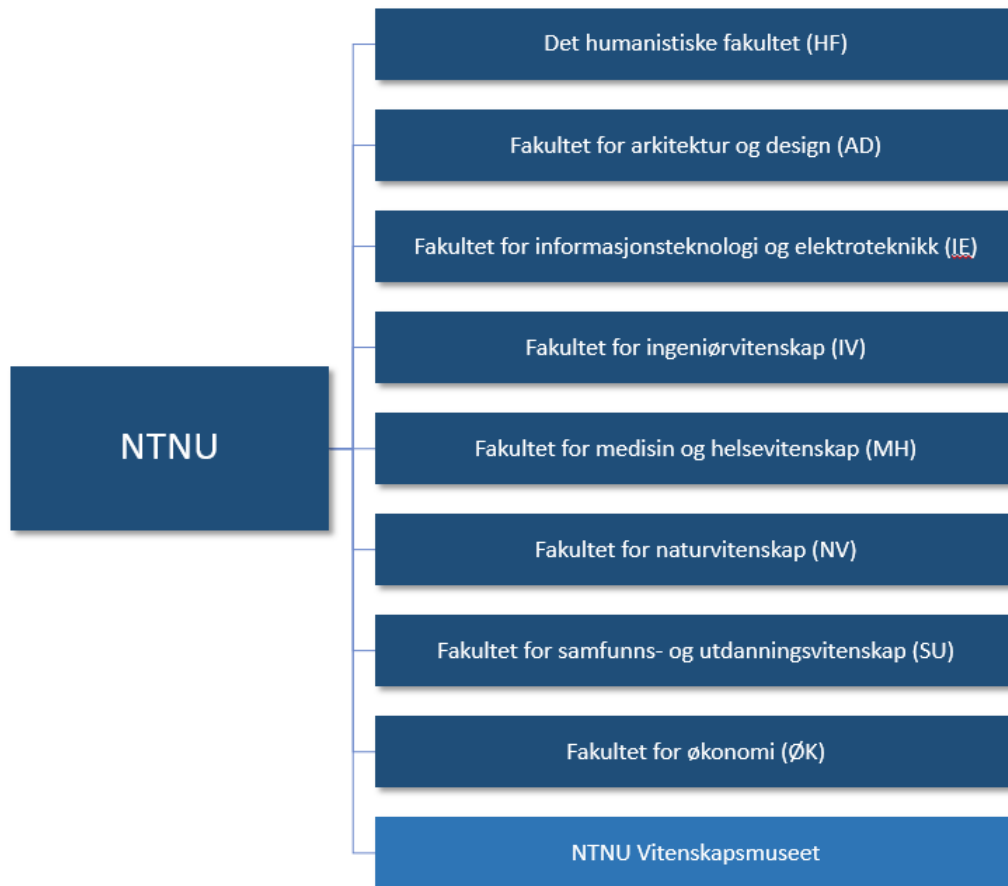 Det humanistiske fakultet (HF)
Fakultet for arkitektur og design (AD)
Fakultet for informasjonsteknologi og elektroteknikk (IE)
Fakultet for ingeniørvitenskap (IV)
NTNU
Fakultet for medisin og helsevitenskap (MH)
Fakultet for naturvitenskap (NV)
Fakultet for samfunns- og utdanningsvitenskap (SU)
Fakultet for økonomi (ØK)
NTNU Vitenskapsmuseet